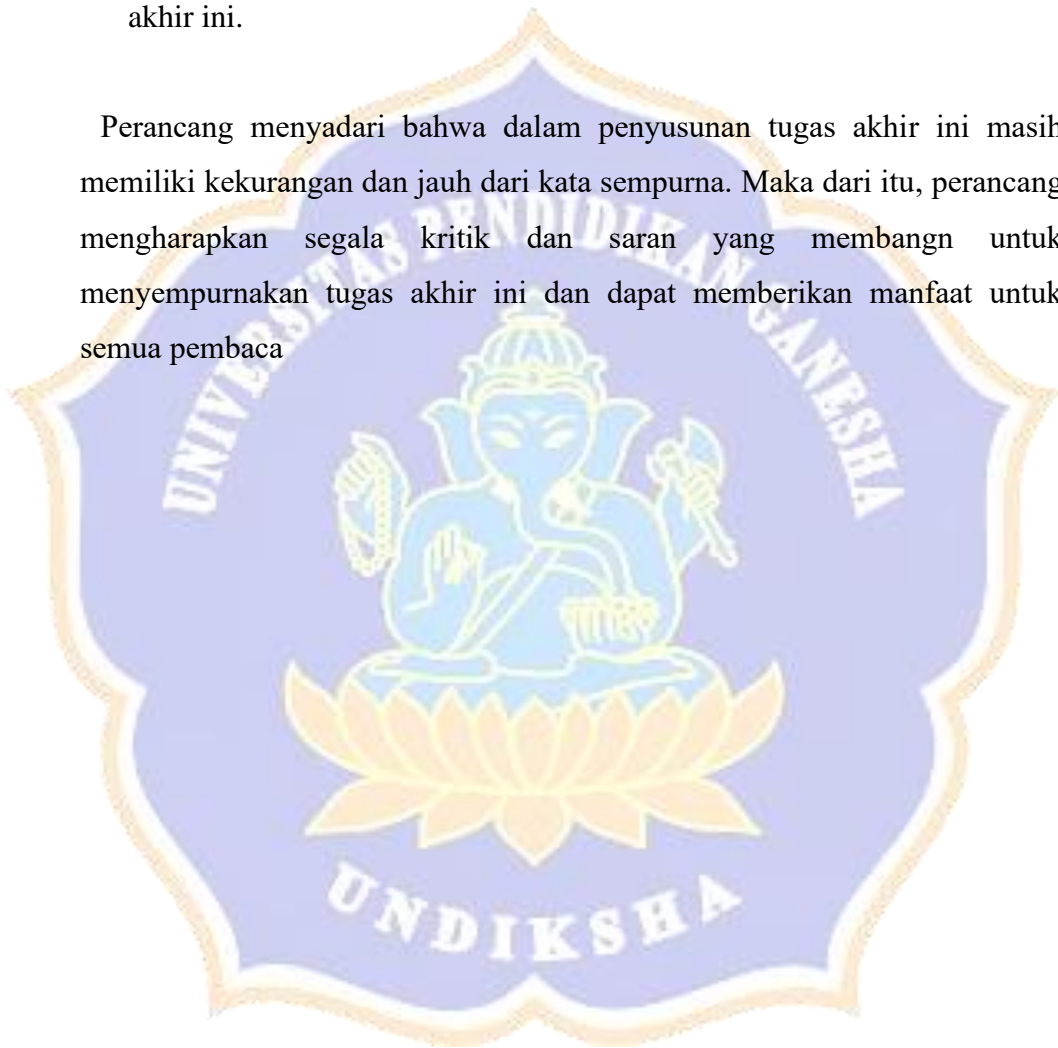 akhir ini.
Perancang menyadari bahwa dalam penyusunan tugas akhir ini masih
memiliki kekurangan dan jauh dari kata sempurna. Maka dari itu, perancang
mengharapkan segala kritik dan saran yang membangn untuk
menyempurnakan tugas akhir ini dan dapat memberikan manfaat untuk
semua pembaca
UNIVERSITAS PENDIDIKAN GANESHA
UNDIKSHA